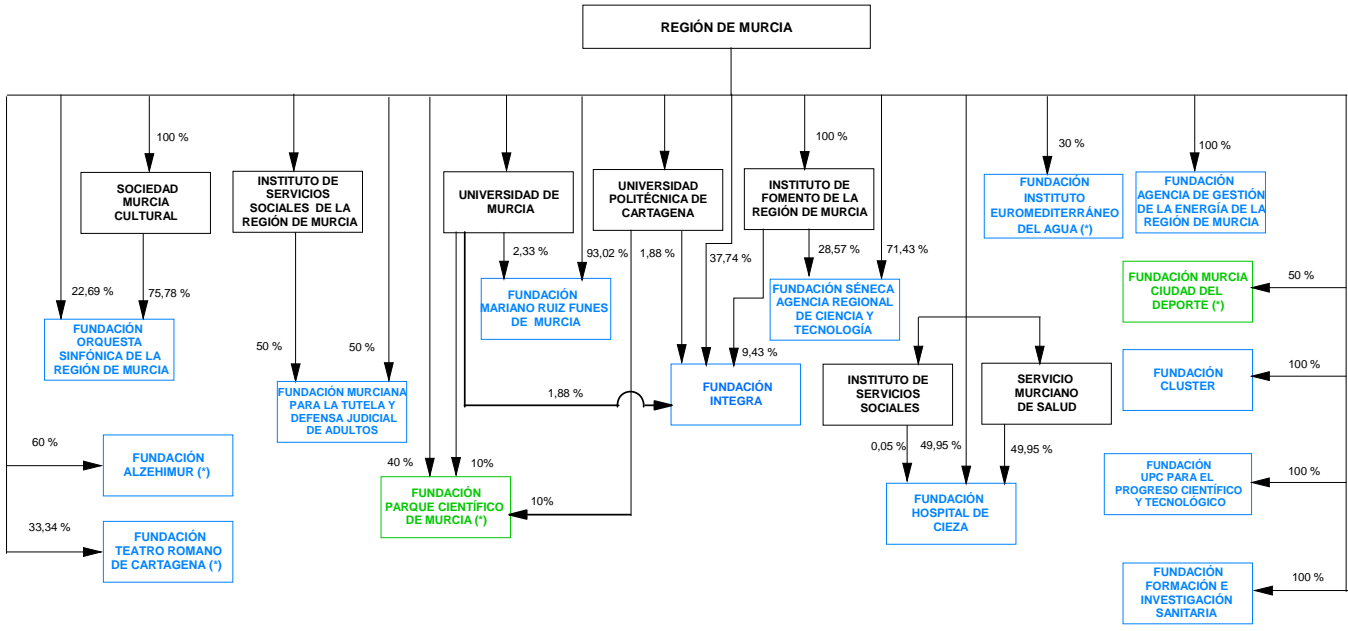 REGIÓN DE MURCIA
100 %
100 %
30 %
100 %
SOCIEDAD
MURCIA
CULTURAL
INSTITUTO DE
SERVICIOS
SOCIALES DE LA
REGIÓN DE MURCIA
UNIVERSIDAD DE
MURCIA
UNIVERSIDAD
POLITÉCNICA DE
CARTAGENA
INSTITUTO DE
FOMENTO DE LA
REGIÓN DE MURCIA
FUNDACIÓN
INSTITUTO
EUROMEDITERRÁNEO
DEL AGUA (*)
FUNDACIÓN
AGENCIA DE GESTIÓN
DE LA ENERGÍA DE LA
REGIÓN DE MURCIA
2,33 %
93,02 %
1,88 %
37,74 %
28,57 %
71,43 %
22,69 %
75,78 %
FUNDACIÓN
ORQUESTA
SINFÓNICA DE LA
REGIÓN DE MURCIA
FUNDACIÓN
MARIANO RUIZ FUNES
DE MURCIA
FUNDACIÓN SÉNECA
AGENCIA REGIONAL
DE CIENCIA Y
TECNOLOGÍA
FUNDACIÓN MURCIA
CIUDAD DEL
DEPORTE (*)
50 %
50 %
50 %
9,43 %
FUNDACIÓN MURCIANA
PARA LA TUTELA Y
DEFENSA JUDICIAL
DE ADULTOS
1,88 %
FUNDACIÓN
INTEGRA
INSTITUTO DE
SERVICIOS
SOCIALES
SERVICIO
MURCIANO
DE SALUD
FUNDACIÓN
CLUSTER
100 %
60 %
FUNDACIÓN
ALZEHIMUR (*)
40 %
10%
0,05 %
49,95 %
49,95 %
FUNDACIÓN
PARQUE CIENTÍFICO
DE MURCIA (*)
10%
FUNDACIÓN
HOSPITAL DE
CIEZA
FUNDACIÓN
UPC PARA EL
PROGRESO CIENTÍFICO
Y TECNOLÓGICO
100 %
33,34 %
FUNDACIÓN
TEATRO ROMANO
DE CARTAGENA (*)
FUNDACIÓN
FORMACIÓN E
INVESTIGACIÓN
SANITARIA
100 %